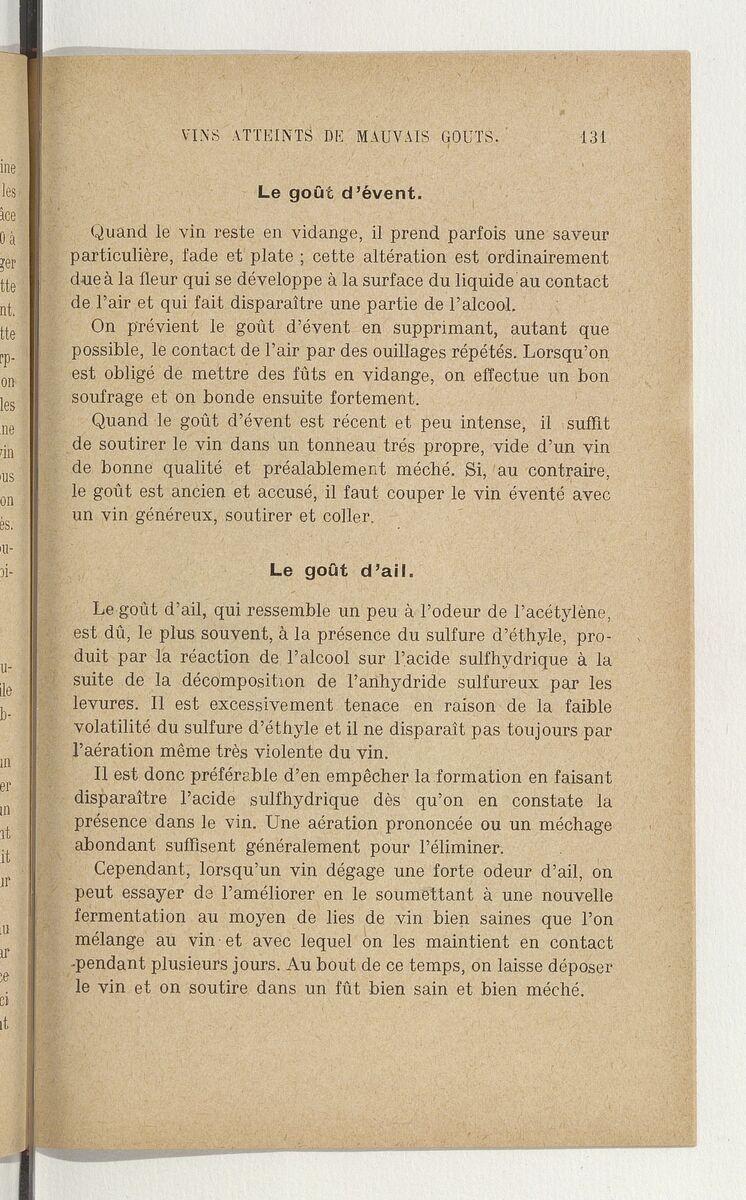 VINS ATTEINTS DE MAUVAIS GOUTS. 131
Le goût d'évent.
Quand le vin reste en vidange, il prend parfois une saveur
particulière, fade et plate ; cette altération est ordinairement
due à la fleur qui se développe à la surface du liquide au contact
de l'air et qui fait disparaître une partie de l'alcool.
On prévient le goût d'évent en supprimant, autant que
possible, le contact de l'air par des ouillages répétés. Lorsqu'on
est obligé de mettre des fûts en vidange, on effectue un bon
soufrage et on bonde ensuite fortement.
Quand le goût d'évent est récent et peu intense, il suffit
de soutirer le vin dans un tonneau trés propre, vide d'un vin
de bonne qualité et préalablement méché. Si, au contraire,
le goût est ancien et accusé, il faut couper le vin éventé avec
un vin généreux, soutirer et coller.
Le goût d'ail.
Le goût d'ail, qui ressemble un peu à l'odeur de l'acétylène,
est dû, le plus souvent, à la présence du sulfure d'éthyle, pro-
duit par la réaction de l'alcool sur l'acide sulfhydrique à la
suite de la décomposition de l'anhydride sulfureux par les
levures. Il est excessivement tenace en raison de la faible
volatilité du sulfure d'éthyle et il ne disparaît pas toujours par
l'aération même très violente du vin.
Il est donc préférable d'en empêcher la formation en faisant
disparaître l'acide sulfhydrique dès qu'on en constate la
présence dans le vin. Une aération prononcée ou un méchage
abondant suffisent généralement pour l'éliminer.
Cependant, lorsqu'un vin dégage une forte odeur d'ail, on
peut essayer de l'améliorer en le soumettant à une nouvelle
fermentation au moyen de lies de vin bien saines que l'on
mélange au vin et avec lequel on les maintient en contact
pendant plusieurs jours. Au bout de ce temps, on laisse déposer
le vin et on soutire dans un fût bien sain et bien méché.